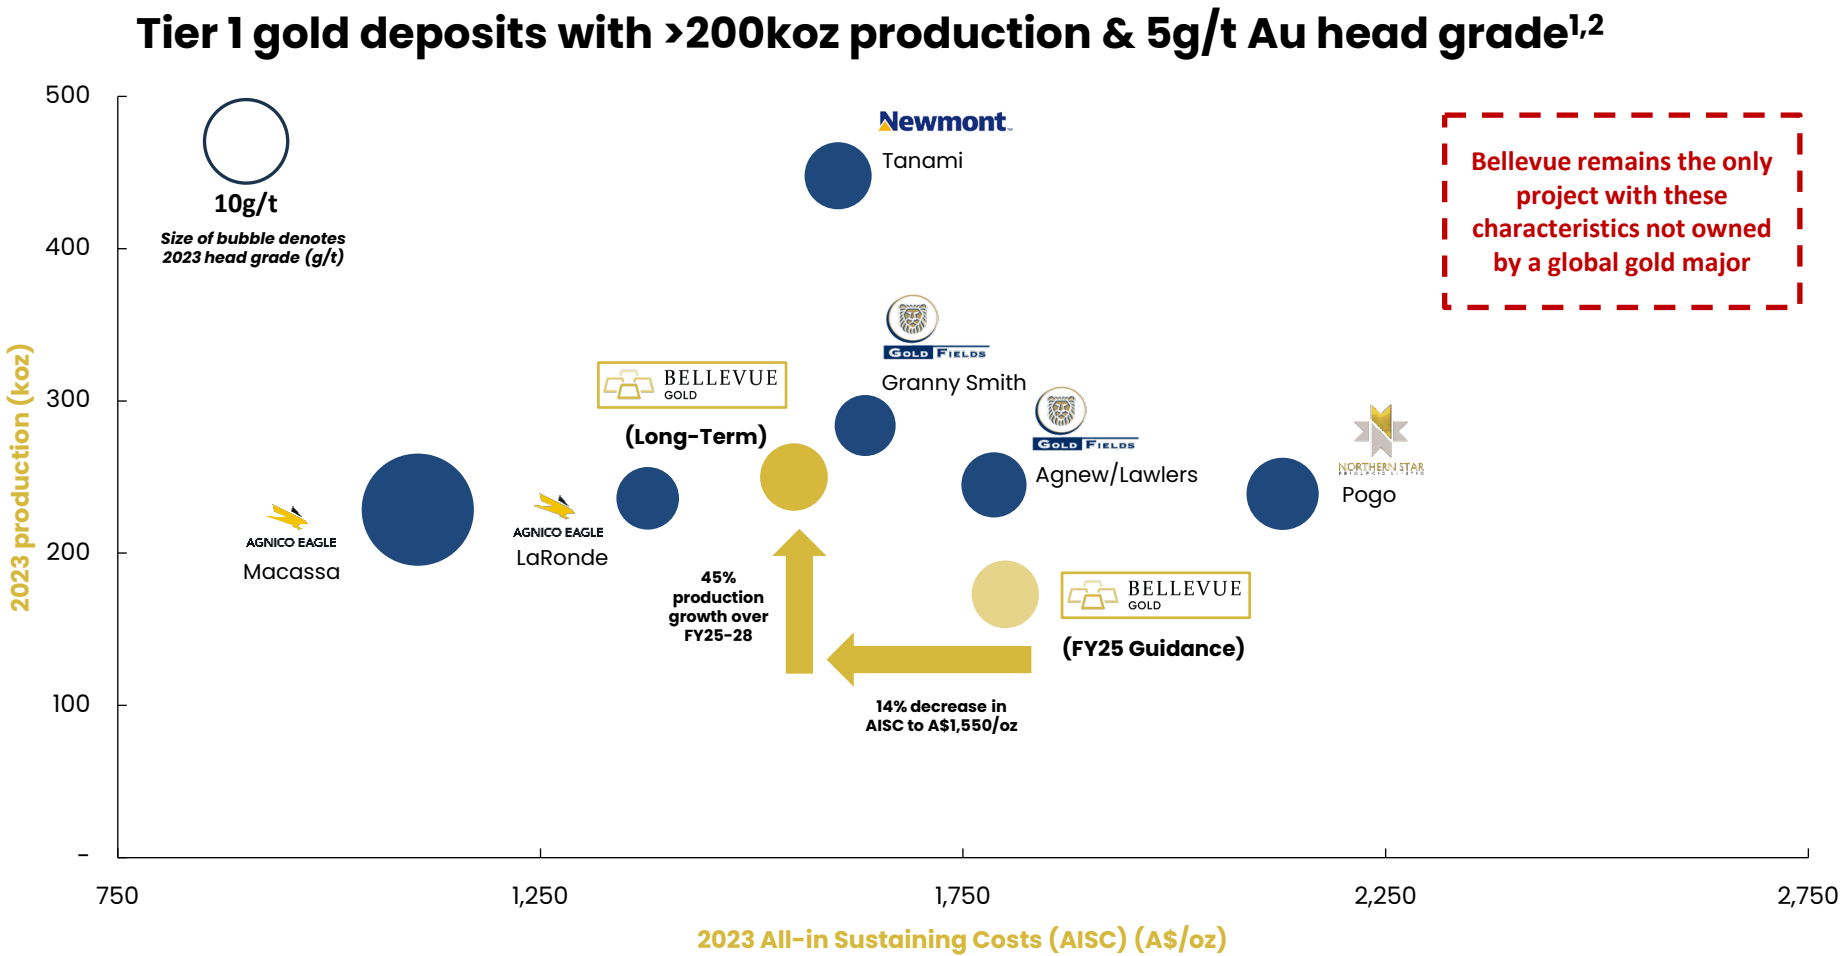 Tier 1 gold deposits with >200koz production & 5g/t Au head grade1,2
500
400
300
200
100
–
2023 production (koz)
10g/t
Size of bubble denotes
2023 head grade (g/t)
Newmont
Tanami
Bellevue remains the only
project with these
characteristics not owned
by a global gold major
GOLD FIELDS
Granny Smith
BELLEVUE
GOLD
(Long-Term)
GOLD FIELDS
Agnew/Lawlers
NORTHERN STAR
Pogo
AGNICO EAGLE
Macassa
AGNICO EAGLE
LaRonde
45%
production
growth over
FY25-28
BELLEVUE
GOLD
(FY25 Guidance)
14% decrease in
AISC to A$1,550/oz
750
1,250
1,750
2,250
2,750
2023 All-in Sustaining Costs (AISC) (A$/oz)